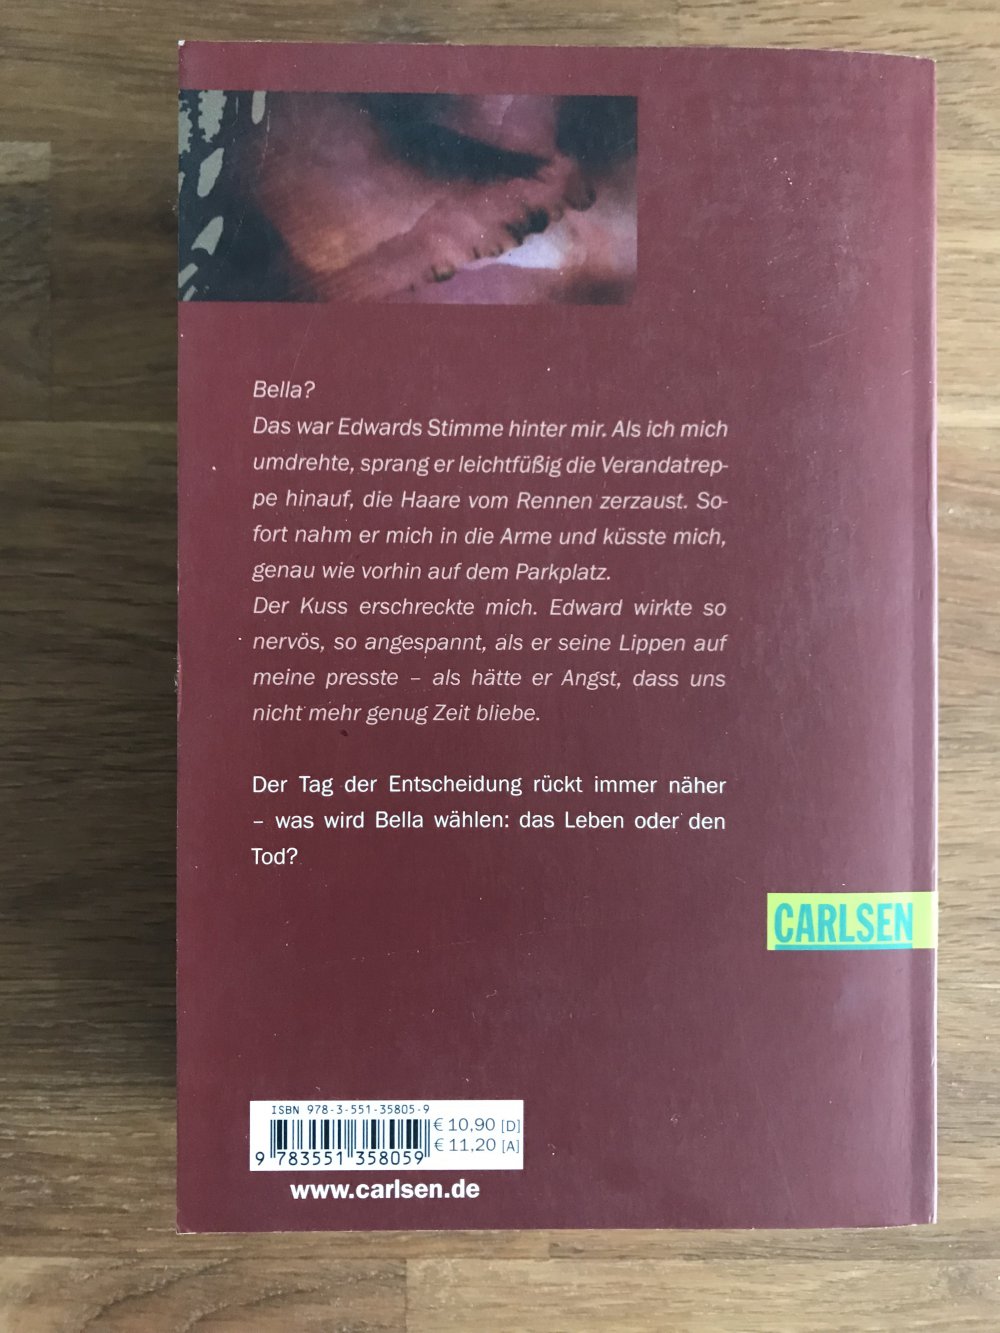 Bella?
Das war Edwards Stimme hinter mir. Als ich mich
umdrehte, sprang er leichtfüßig die Verandatrep-
pe hinauf, die Haare vom Rennen zerzaust. So-
fort nahm er mich in die Arme und küsste mich,
genau wie vorhin auf dem Parkplatz.
Der Kuss erschreckte mich. Edward wirkte so
nervös, so angespannt, als er seine Lippen auf
meine presste – als hätte er Angst, dass uns
nicht mehr genug Zeit bliebe.
Der Tag der Entscheidung rückt immer näher
– was wird Bella wählen: das Leben oder den
Tod?
CARLSEN
ISBN 978-3-551-35805-9
€ 10,90 [D]
€ 11,20 [A]
9 783551 358059
www.carlsen.de